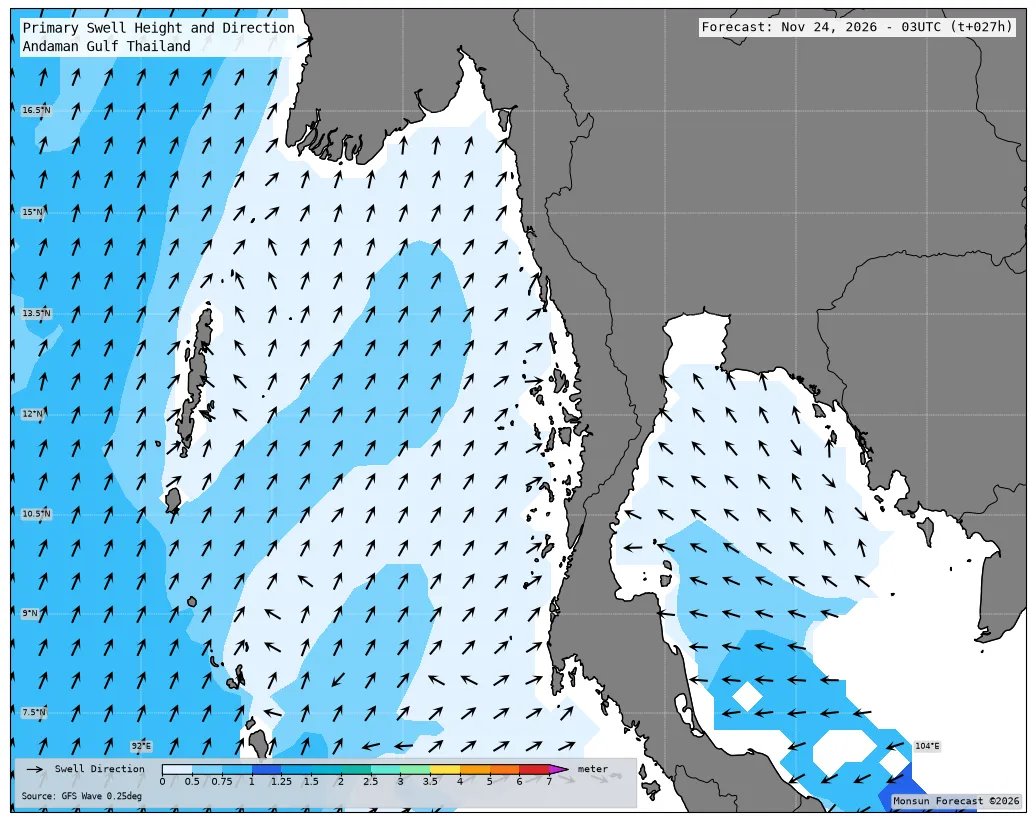 Primary Swell Height and Direction
Andaman Gulf Thailand
Forecast: Nov 24, 2026 - 03UTC (t+027h)
16.5°N
15°N
13.5°N
12°N
10.5°N
9°N
7.5°N
92°E
104°E
Swell Direction
0 0.5 0.75 1 1.25 1.5 2 2.5 3 3.5 4 5 6 7
meter
Source: GFS Wave 0.25deg
Monsun Forecast ©2026